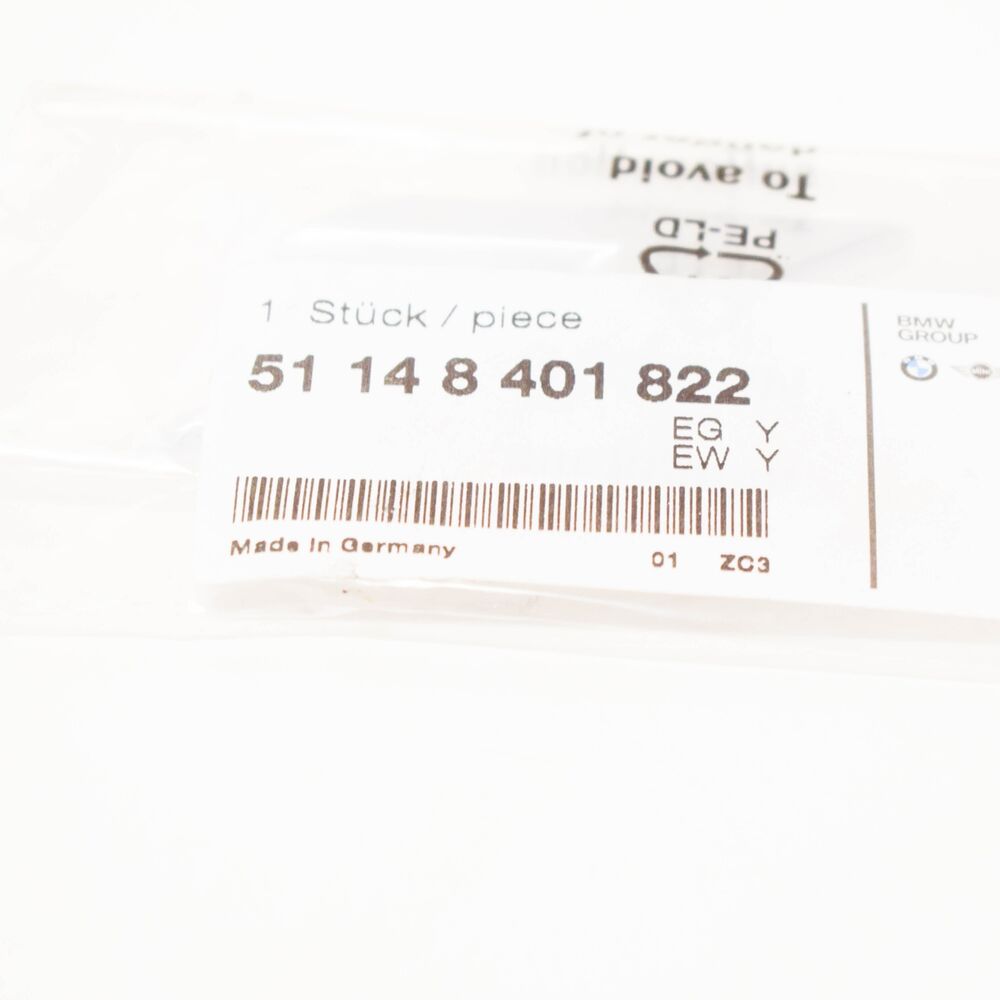 To avoid
PE-LD
1 Stück / piece
51 14 8 401 822
EG Y
EW Y
Made In Germany
01 ZC3
BMW
GROUP
MINI